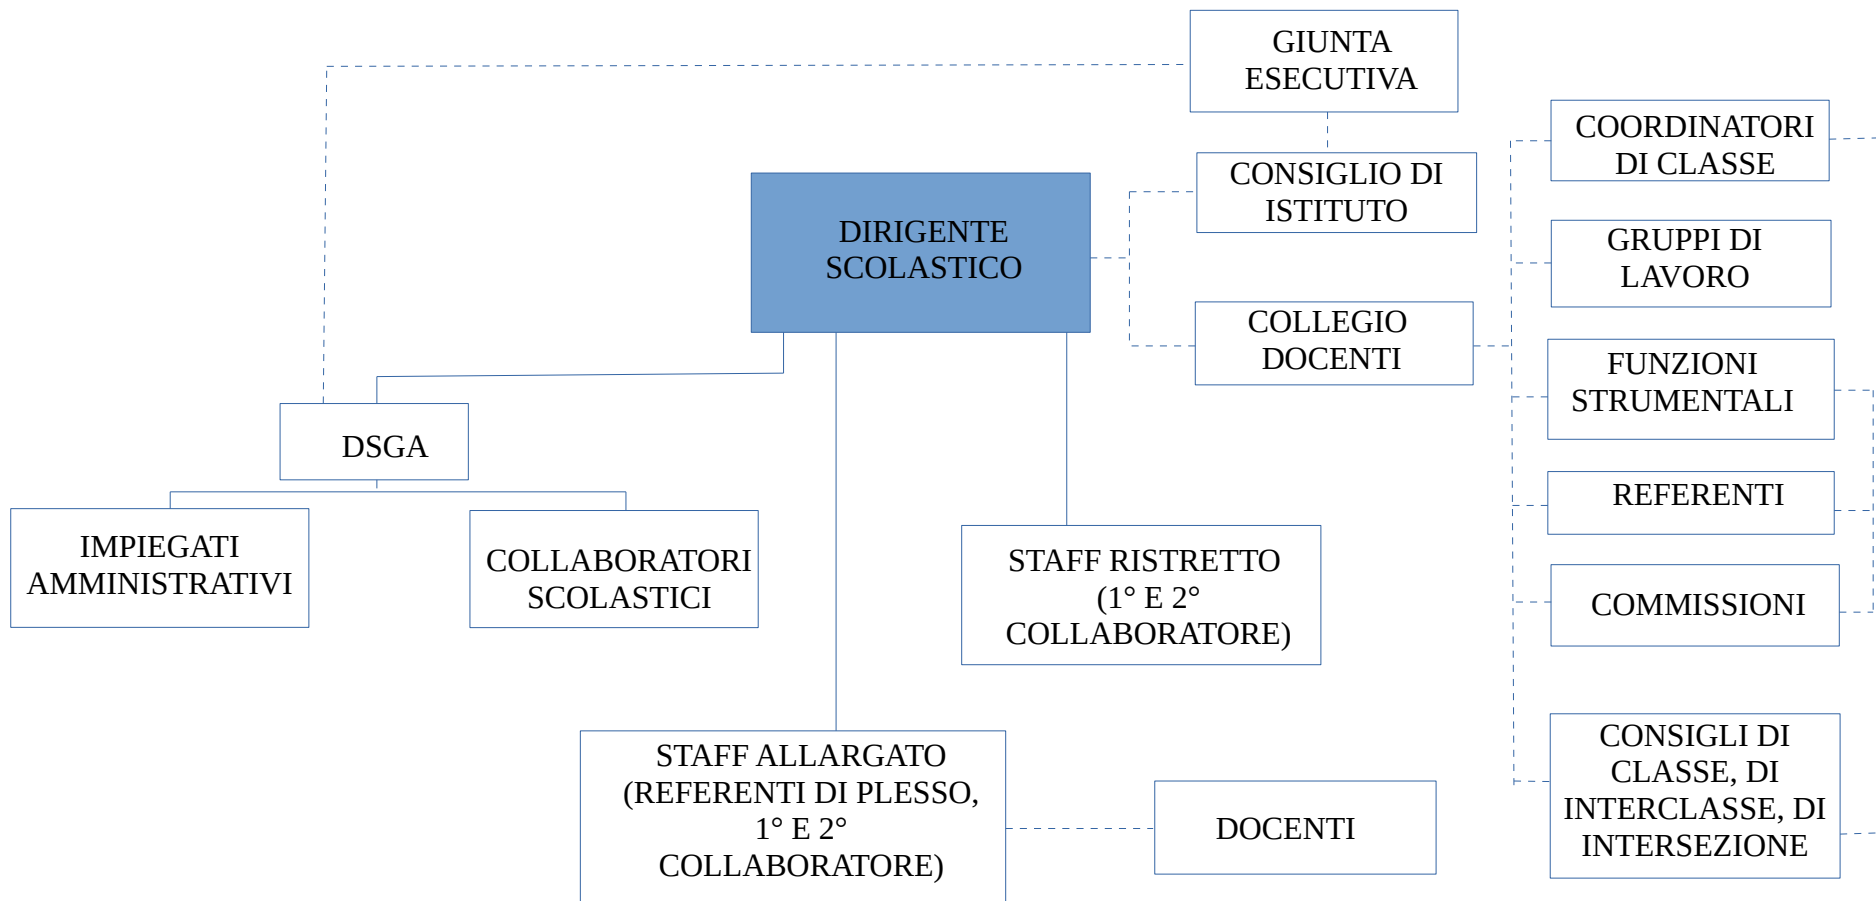 GIUNTA
ESECUTIVA
COORDINATORI
DI CLASSE
CONSIGLIO DI
ISTITUTO
DIRIGENTE
SCOLASTICO
GRUPPI DI
LAVORO
COLLEGIO
DOCENTI
FUNZIONI
STRUMENTALI
DSGA
REFERENTI
IMPIEGATI
AMMINISTRATIVI
COLLABORATORI
SCOLASTICI
STAFF RISTRETTO
(1° E 2°
COLLABORATORE)
COMMISSIONI
STAFF ALLARGATO
(REFERENTI DI PLESSO,
1° E 2°
COLLABORATORE)
DOCENTI
CONSIGLI DI
CLASSE, DI
INTERCLASSE, DI
INTERSEZIONE